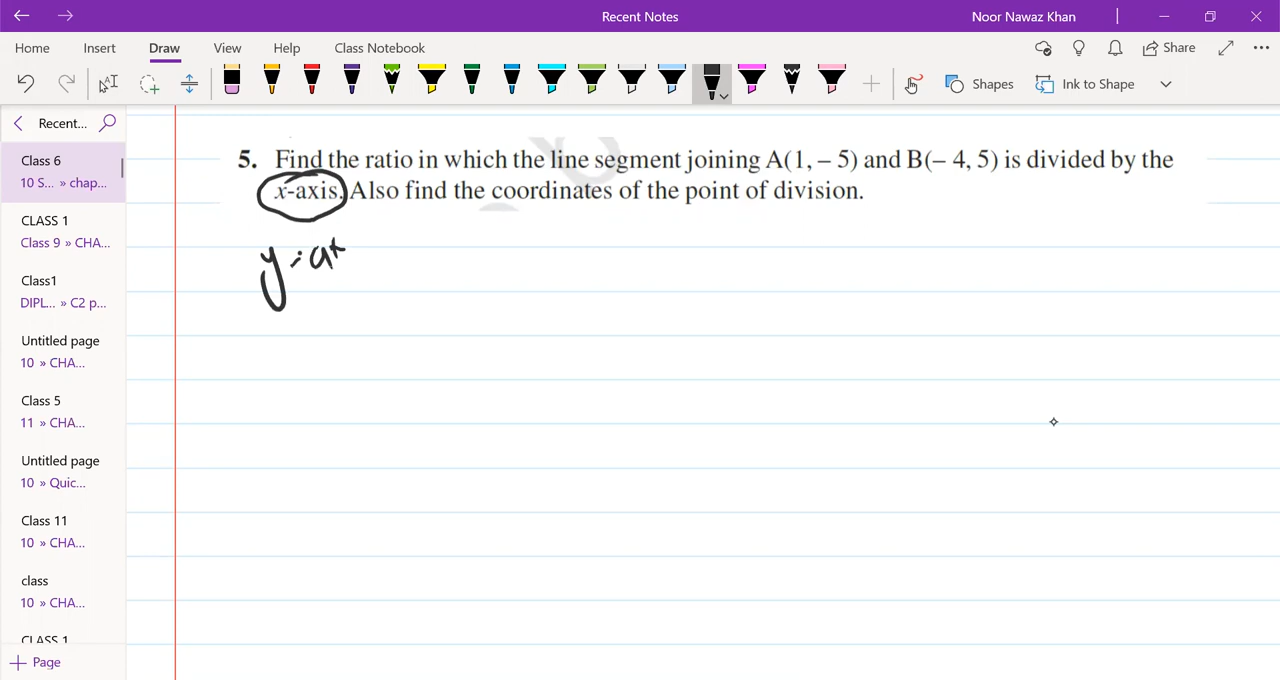 Recent Notes
Noor Nawaz Khan
Home Insert Draw View Help Class Notebook
Share
Shapes
Ink to Shape
Recent...
Class 6
10 S... » chap...
CLASS 1
Class 9 » CHA...
Class1
DIPL... » C2 p...
Untitled page
10 » CHA...
Class 5
11 » CHA...
Untitled page
10 » Quic...
Class 11
10 » CHA...
class
10 » CHA...
CLASS 1
Page
5. Find the ratio in which the line segment joining A(1, – 5) and B(– 4, 5) is divided by the
x-axis. Also find the coordinates of the point of division.
y